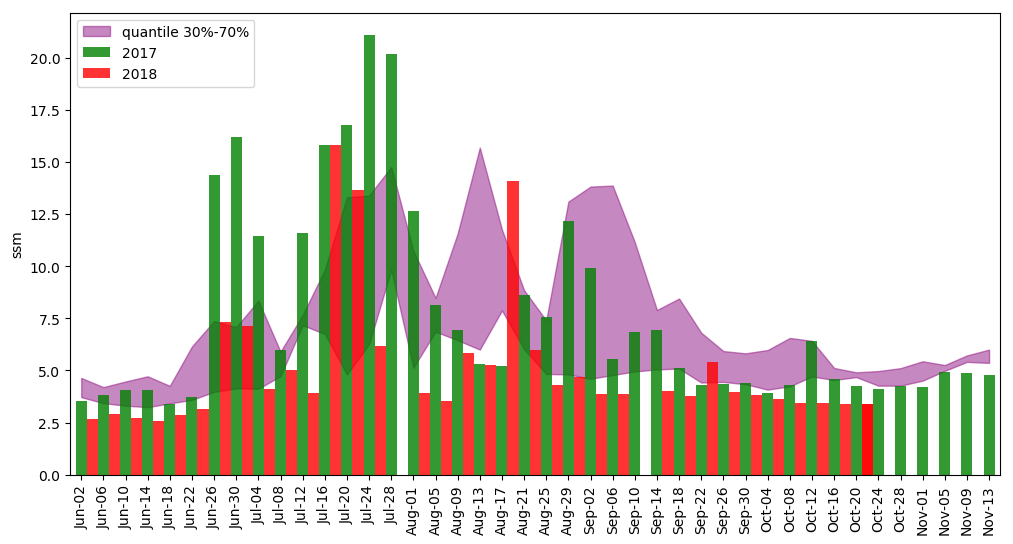 quantile 30%-70%
2017
2018
20.0
17.5
15.0
12.5
10.0
7.5
5.0
2.5
0.0
ssm
Jun-02
Jun-06
Jun-10
Jun-14
Jun-18
Jun-22
Jun-26
Jun-30
Jul-04
Jul-08
Jul-12
Jul-16
Jul-20
Jul-24
Jul-28
Aug-01
Aug-05
Aug-09
Aug-13
Aug-17
Aug-21
Aug-25
Aug-29
Sep-02
Sep-06
Sep-10
Sep-14
Sep-18
Sep-22
Sep-26
Sep-30
Oct-04
Oct-08
Oct-12
Oct-16
Oct-20
Oct-24
Oct-28
Nov-01
Nov-05
Nov-09
Nov-13